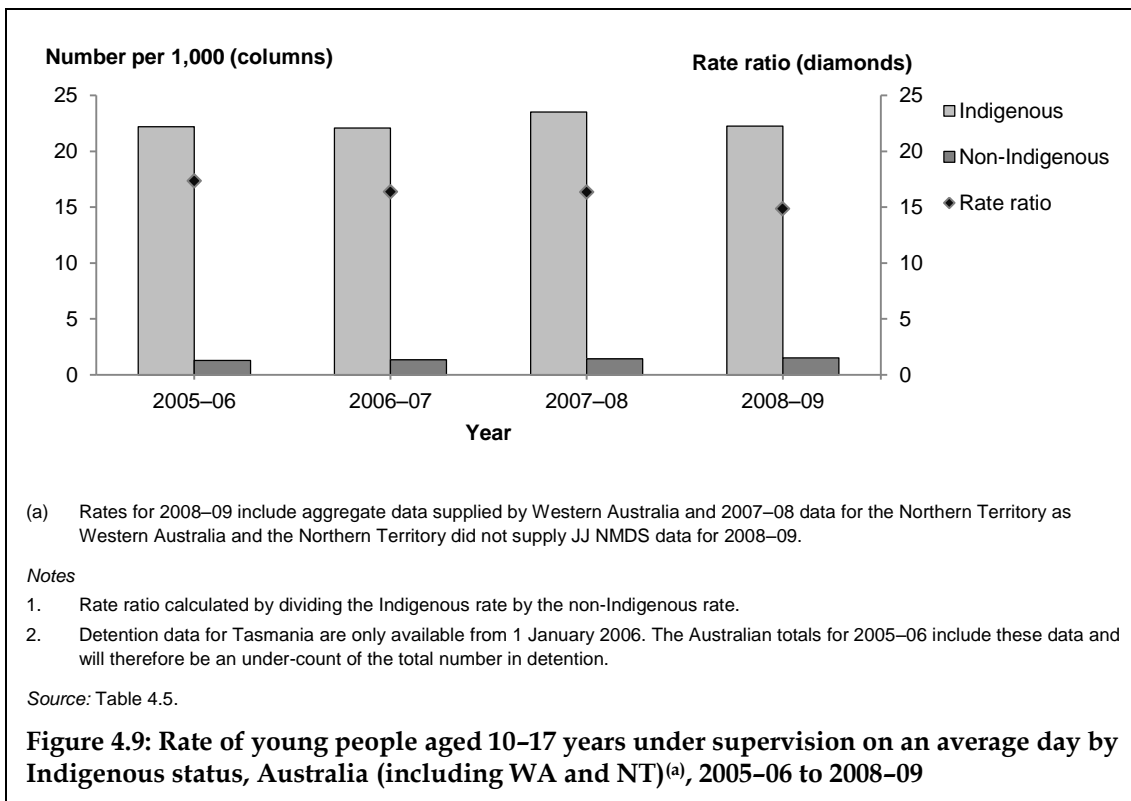 Number per 1,000 (columns)
Rate ratio (diamonds)
25
20
15
10
5
0
25
20
15
10
5
0
Indigenous
Non-Indigenous
Rate ratio
2005–06 2006–07 2007–08 2008–09
Year
(a) Rates for 2008–09 include aggregate data supplied by Western Australia and 2007–08 data for the Northern Territory as
Western Australia and the Northern Territory did not supply JJ NMDS data for 2008–09.
Notes
1. Rate ratio calculated by dividing the Indigenous rate by the non-Indigenous rate.
2. Detention data for Tasmania are only available from 1 January 2006. The Australian totals for 2005–06 include these data and
will therefore be an under-count of the total number in detention.
Source: Table 4.5.
Figure 4.9: Rate of young people aged 10–17 years under supervision on an average day by
Indigenous status, Australia (including WA and NT)(a), 2005–06 to 2008–09